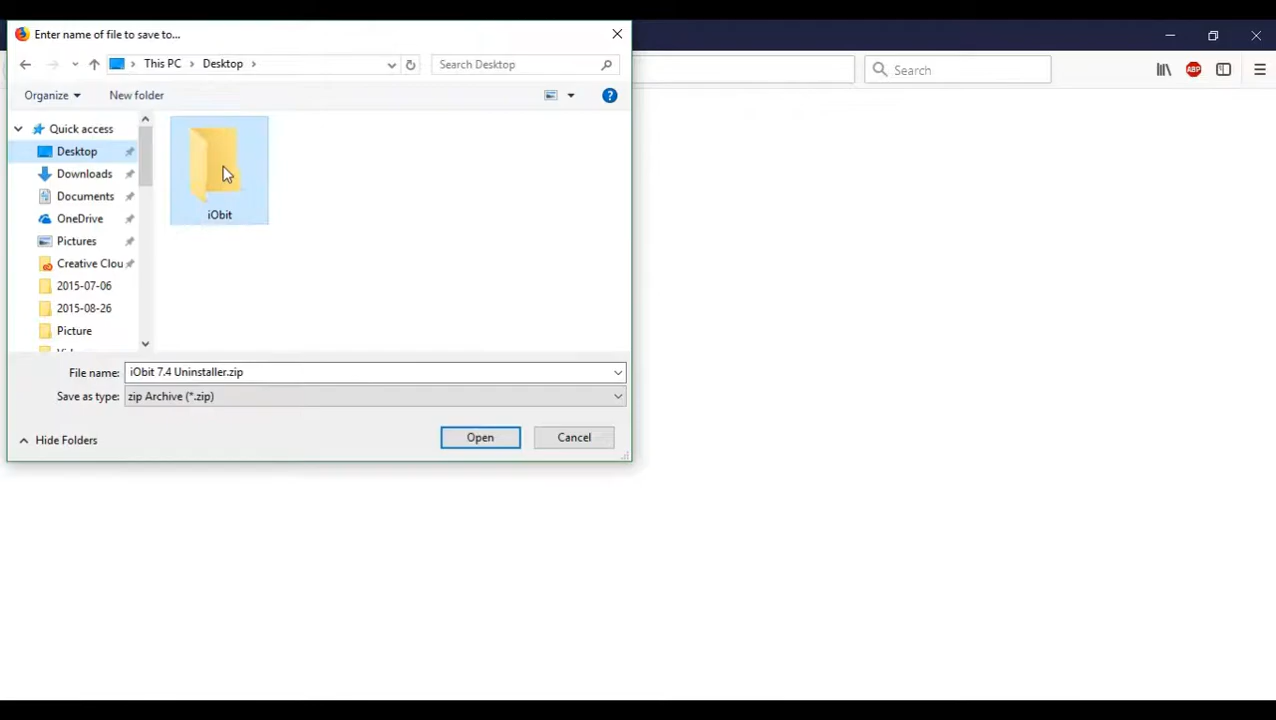 Enter name of file to save to...
This PC
Desktop
Search Desktop
Search
ABP
Organize
New folder
?
Quick access
Desktop
Downloads
Documents
OneDrive
Pictures
Creative Clou
2015-07-06
2015-08-26
Picture
iObit
File name:
iObit 7.4 Uninstaller.zip
Save as type:
zip Archive (*.zip)
Hide Folders
Open
Cancel